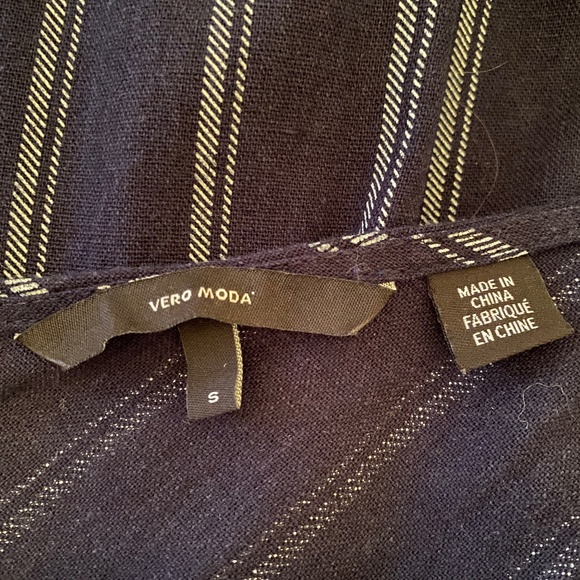 VERO MODA
S
MADE IN
CHINA
FABRIQUÉ
EN CHINE